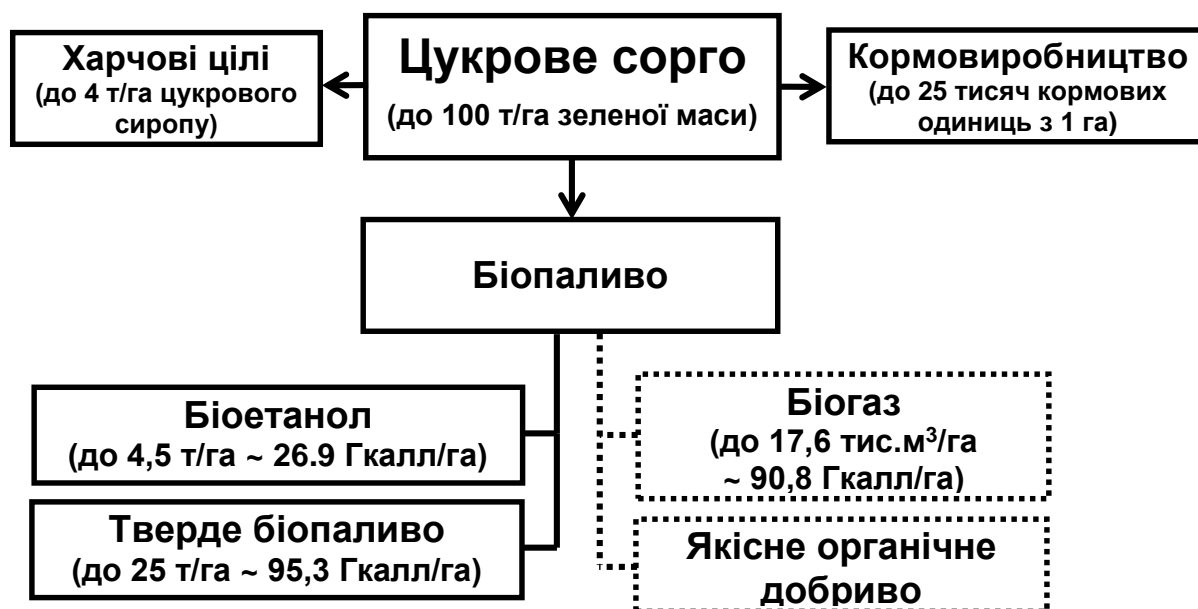 Харчові цілі
(до 4 т/га цукрового
сиропу)
Цукрове сорго
(до 100 т/га зеленої маси)
Кормовиробництво
(до 25 тисяч кормових
одиниць з 1 га)
Біопаливо
Біоетанол
(до 4,5 т/га ~ 26.9 Гкалл/га)
Тверде біопаливо
(до 25 т/га ~ 95,3 Гкалл/га)
Біогаз
(до 17,6 тис.м³/га
~ 90,8 Гкалл/га)
Якісне органічне
добриво